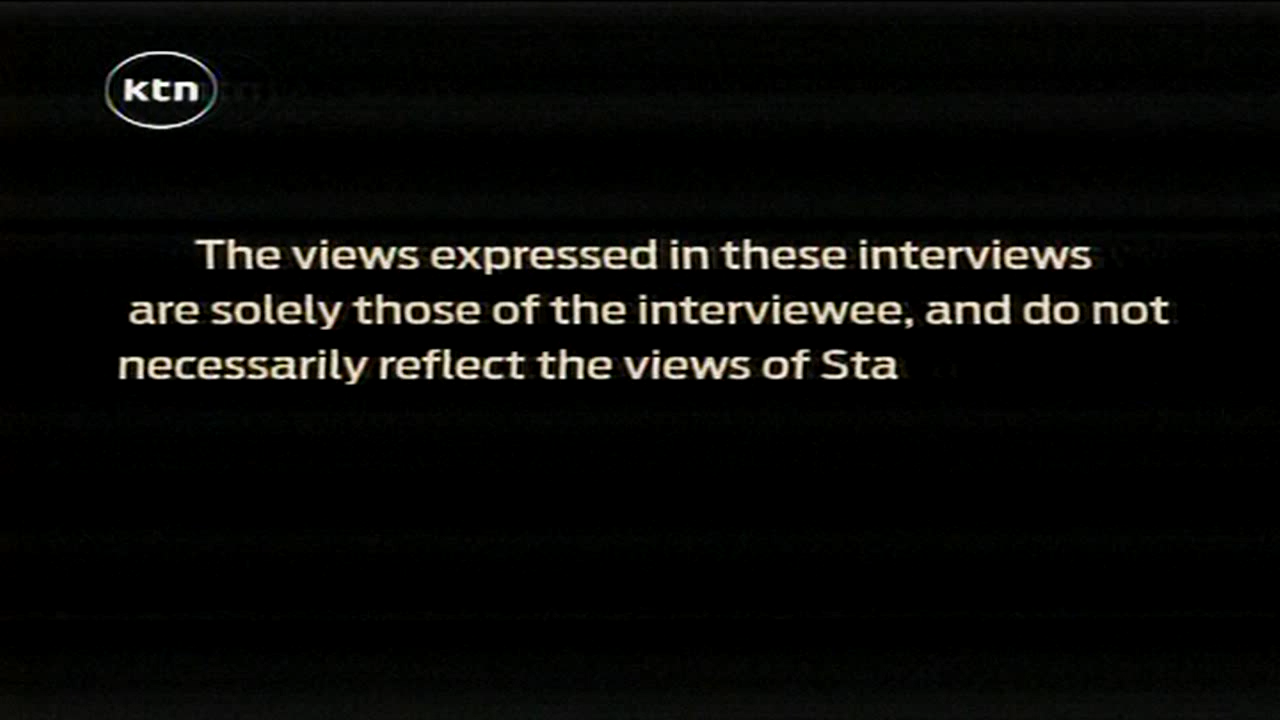 ktn
The views expressed in these interviews
are solely those of the interviewee, and do not
necessarily reflect the views of Sta